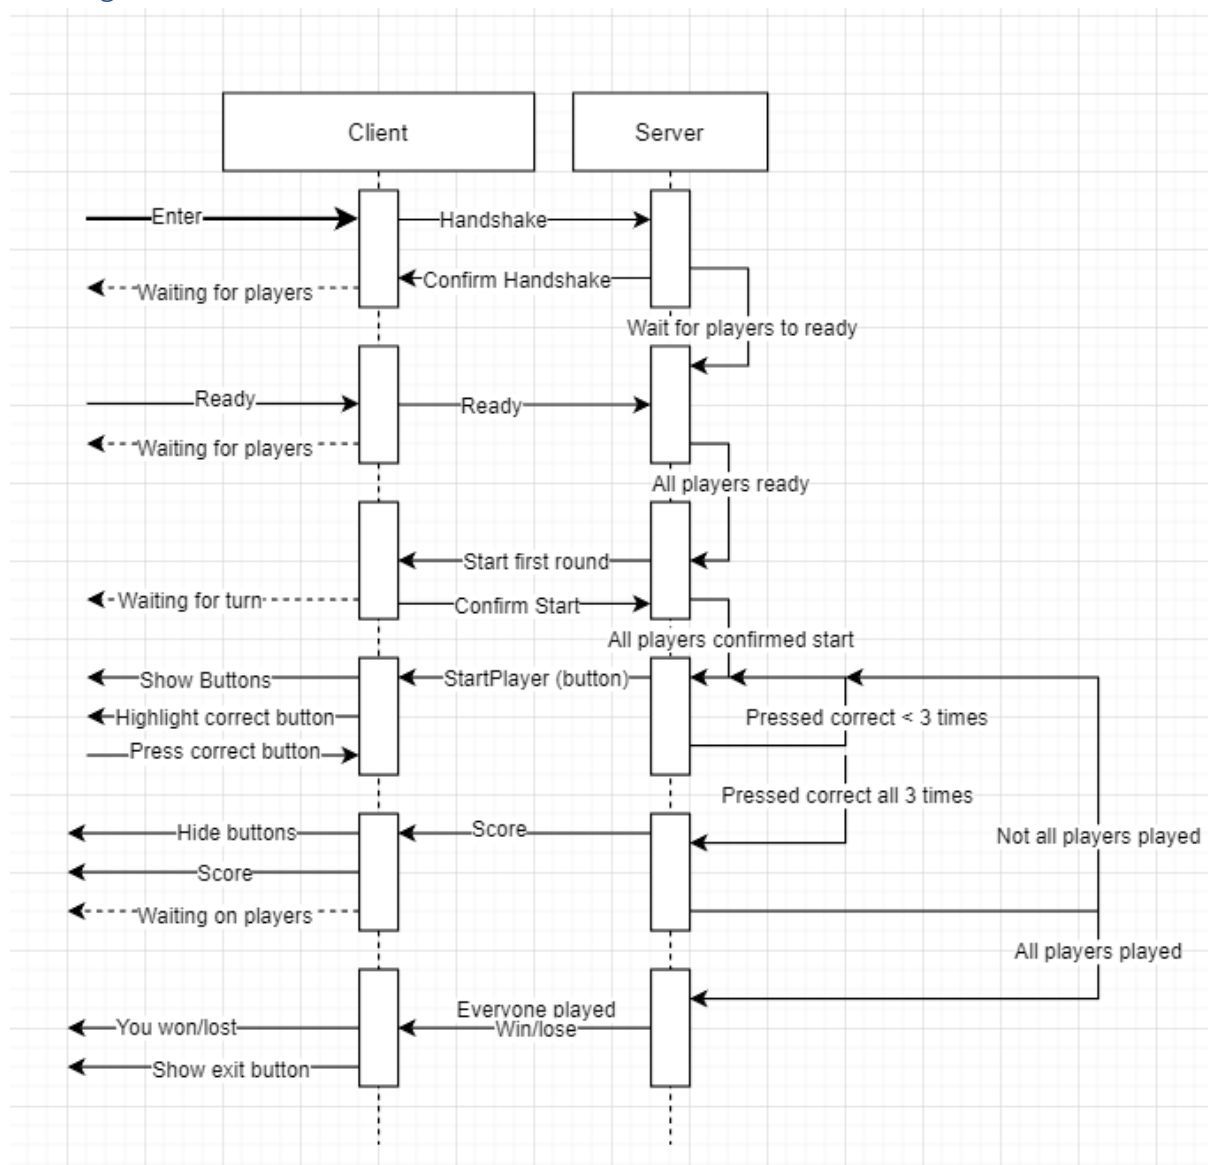 Client
Server
Enter
Handshake
Confirm Handshake
Waiting for players
Wait for players to ready
Ready
Ready
Waiting for players
All players ready
Start first round
Waiting for turn
Confirm Start
All players confirmed start
Show Buttons
StartPlayer (button)
Highlight correct button
Pressed correct < 3 times
Press correct button
Pressed correct all 3 times
Hide buttons
Score
Not all players played
Score
Waiting on players
All players played
Everyone played
Win/lose
You won/lost
Show exit button